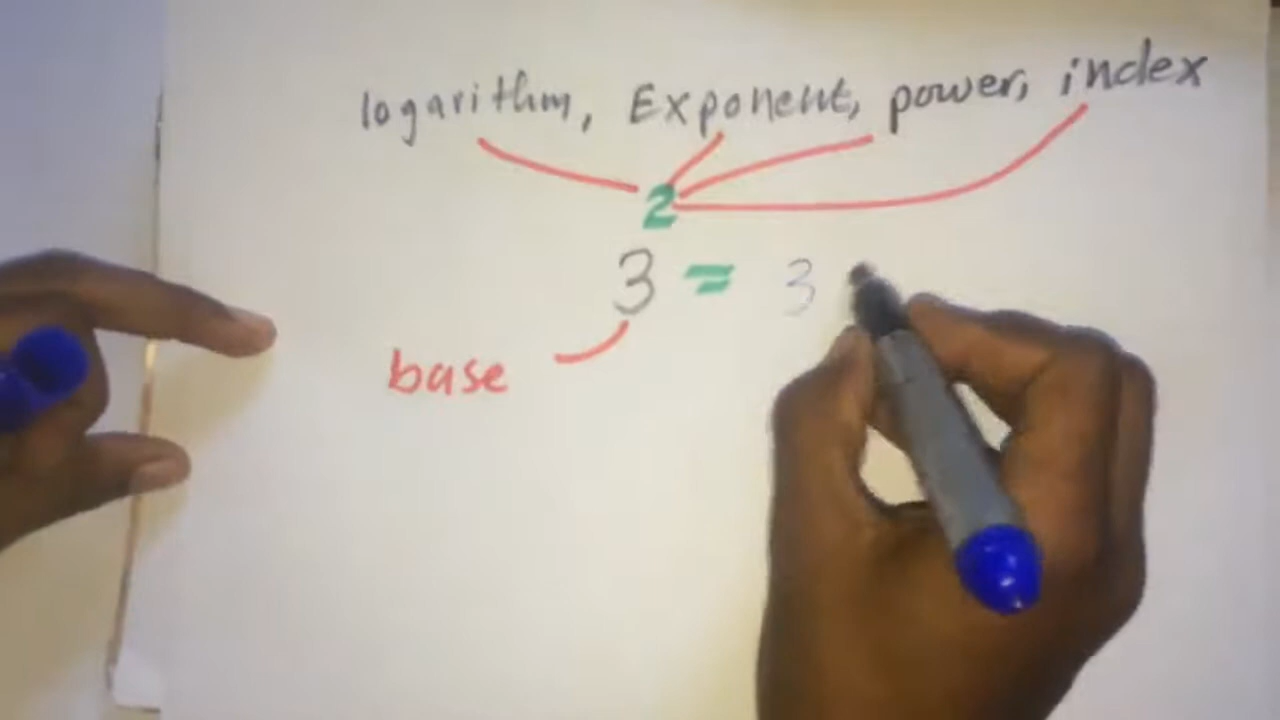 logarithm, Exponent, power, index
2
3 = 3
base